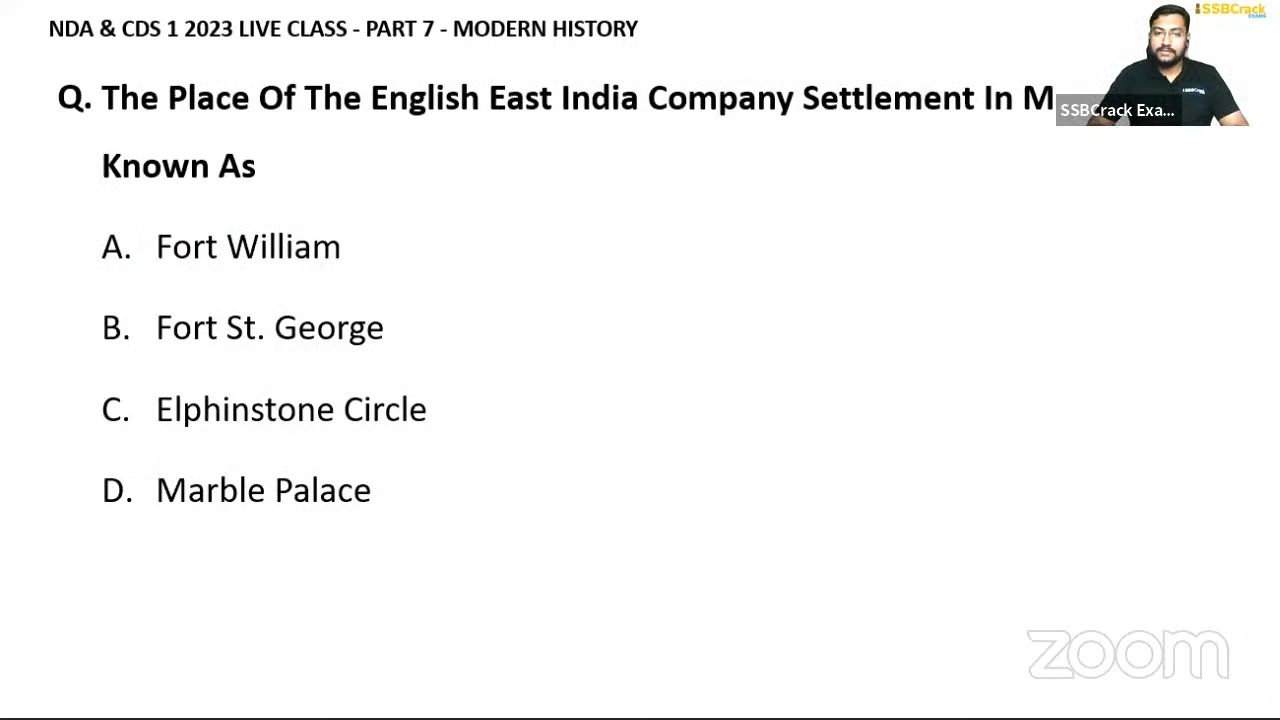 NDA & CDS 1 2023 LIVE CLASS - PART 7 - MODERN HISTORY
SSBCrack
EXAMS
Q. The Place Of The English East India Company Settlement In M
SSBCrack Exa...
Known As
A. Fort William
B. Fort St. George
C. Elphinstone Circle
D. Marble Palace
zoom